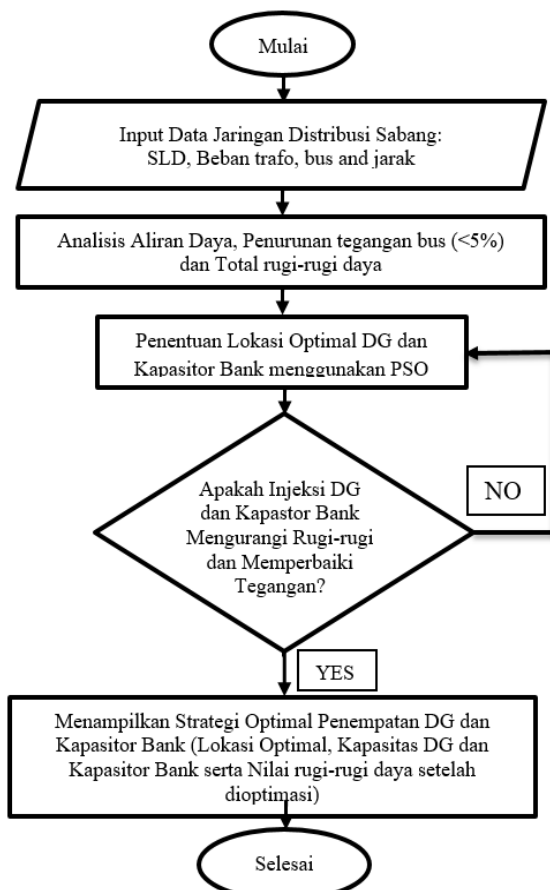 Mulai
Input Data Jaringan Distribusi Sabang:
SLD, Beban trafo, bus and jarak
Analisis Aliran Daya, Penurunan tegangan bus (<5%)
dan Total rugi-rugi daya
Penentuan Lokasi Optimal DG dan
Kapasitor Bank menggunakan PSO
Apakah Injeksi DG
dan Kapastor Bank
Mengurangi Rugi-rugi
dan Memperbaiki
Tegangan?
NO
YES
Menampilkan Strategi Optimal Penempatan DG dan
Kapasitor Bank (Lokasi Optimal, Kapasitas DG dan
Kapasitor Bank serta Nilai rugi-rugi daya setelah
dioptimasi)
Selesai